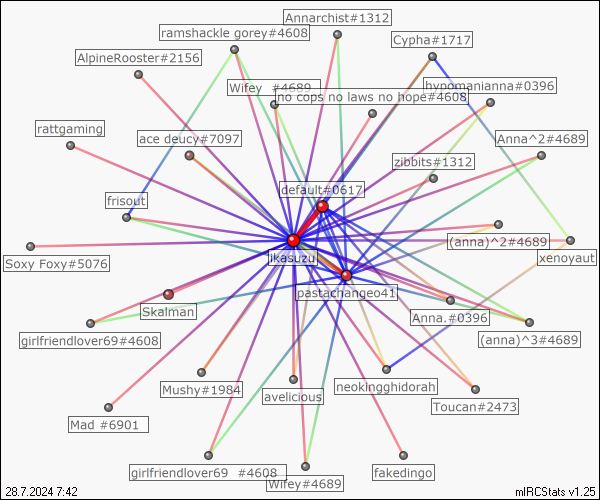 Annarchist#1312
ramshackle gorey#4608
Cypha#1717
AlpineRooster#2156
Wifey  #4689
hypomanianna#0396
no cops no laws no hope#4608
rattgaming
ace deucy#7097
Anna^2#4689
zibbits#1312
default#0617
frisout
(anna)^2#4689
ikasuzu
xenoyaut
Soxy Foxy#5076
pastachangeo41
Skalman
Anna.#0396
girlfriendlover69#4608
(anna)^3#4689
Mushy#1984
neokingghidorah
avelicious
Toucan#2473
Mad #6901
girlfriendlover69  #4608
fakedingo
Wifey#4689
28.7.2024 7:42
mIRCStats v1.25